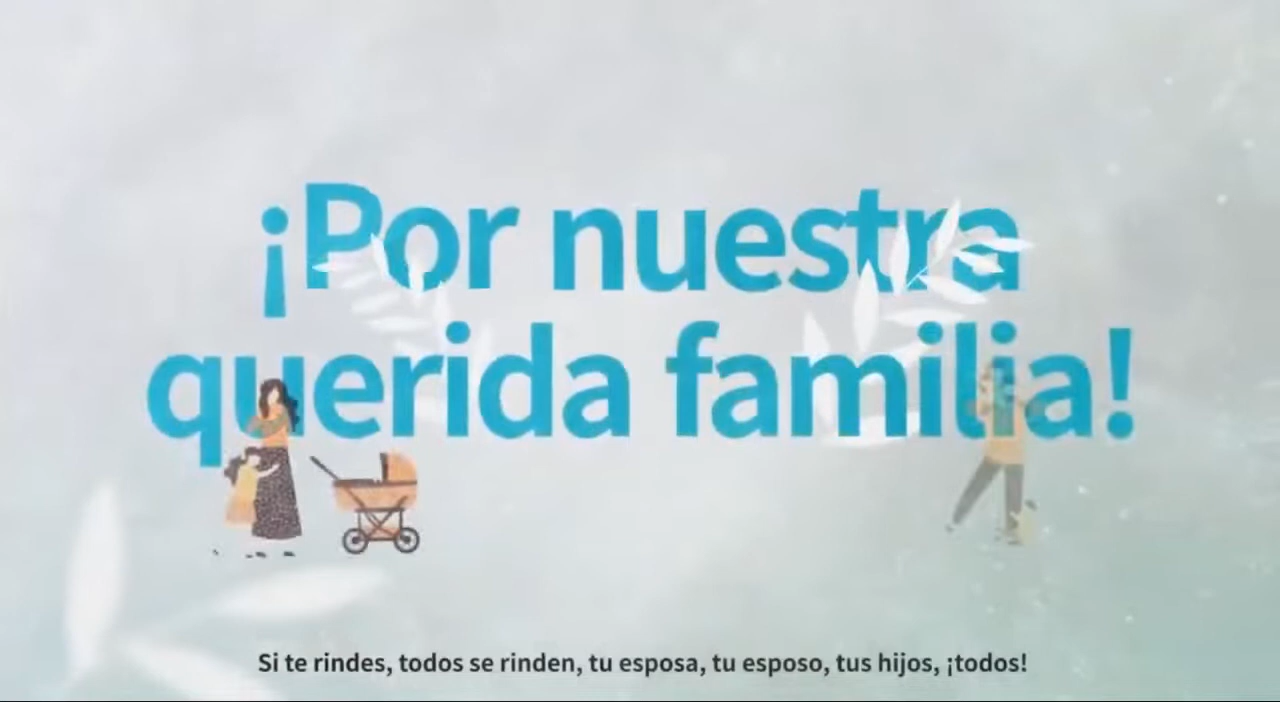 ¡Por nuestra
querida familia!
Si te rindes, todos se rinden, tu esposa, tu esposo, tus hijos, ¡todos!